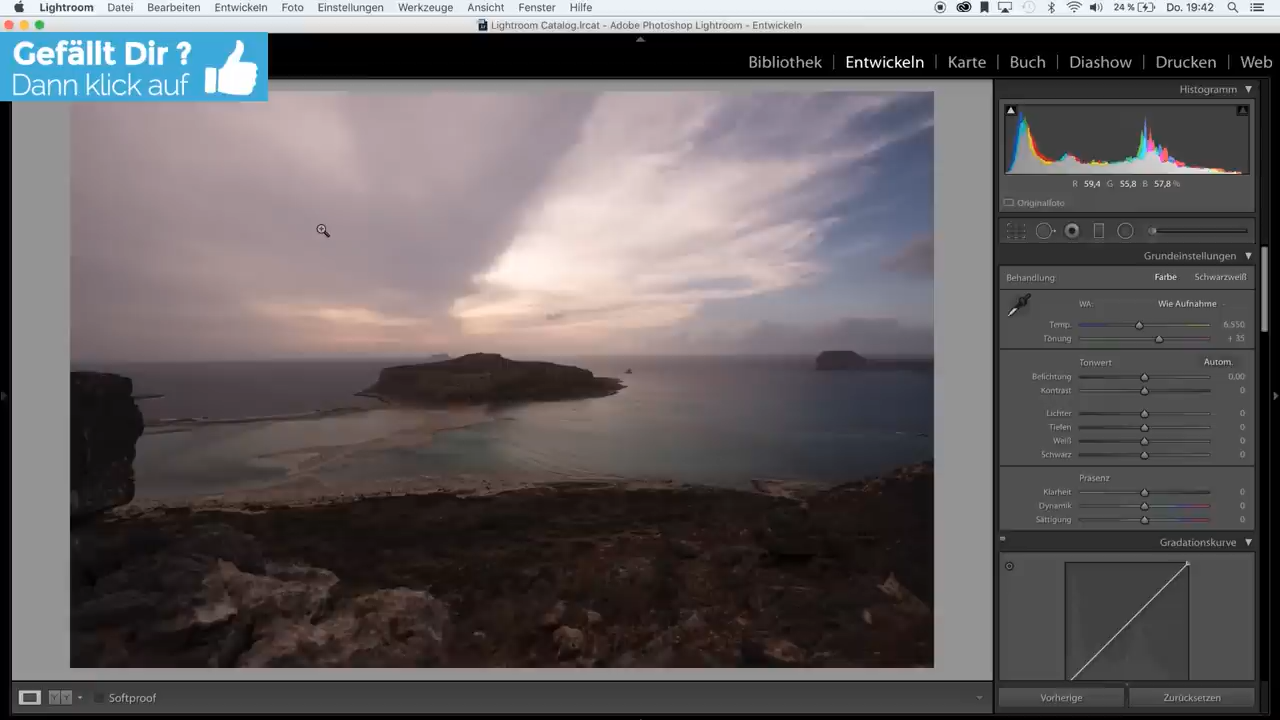 Lightroom Datei Bearbeiten Entwickeln Foto Einstellungen Werkzeuge Ansicht Fenster Hilfe 24 % Do. 19:42
Lightroom Catalog.lrcat - Adobe Photoshop Lightroom - Entwickeln
Gefällt Dir ?
Dann klick auf
Bibliothek Entwickeln Karte Buch Diashow Drucken Web
Histogramm
R 59,4 G 55,8 B 57,8 %
Originalfoto
Grundeinstellungen
Behandlung: Farbe Schwarzweiß
WA: Wie Aufnahme
Temp. 6.550
Tönung + 35
Tonwert Autom.
Belichtung 0,00
Kontrast 0
Lichter 0
Tiefen 0
Weiß 0
Schwarz 0
Präsenz
Klarheit 0
Dynamik 0
Sättigung 0
Gradationskurve
Softproof
Vorherige Zurücksetzen